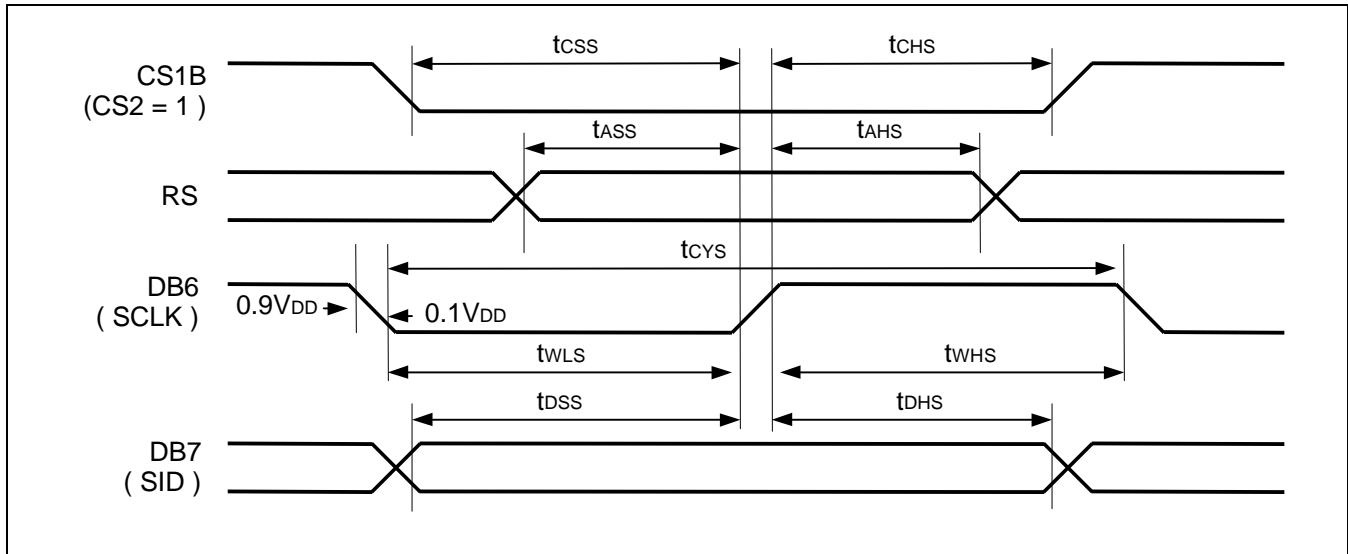 tCSS
tCHS
CS1B
(CS2 = 1 )
tASS
tAHS
RS
tCYS
DB6
( SCLK )
0.9VDD
0.1VDD
tWLS
tWHS
tDSS
tDHS
DB7
( SID )